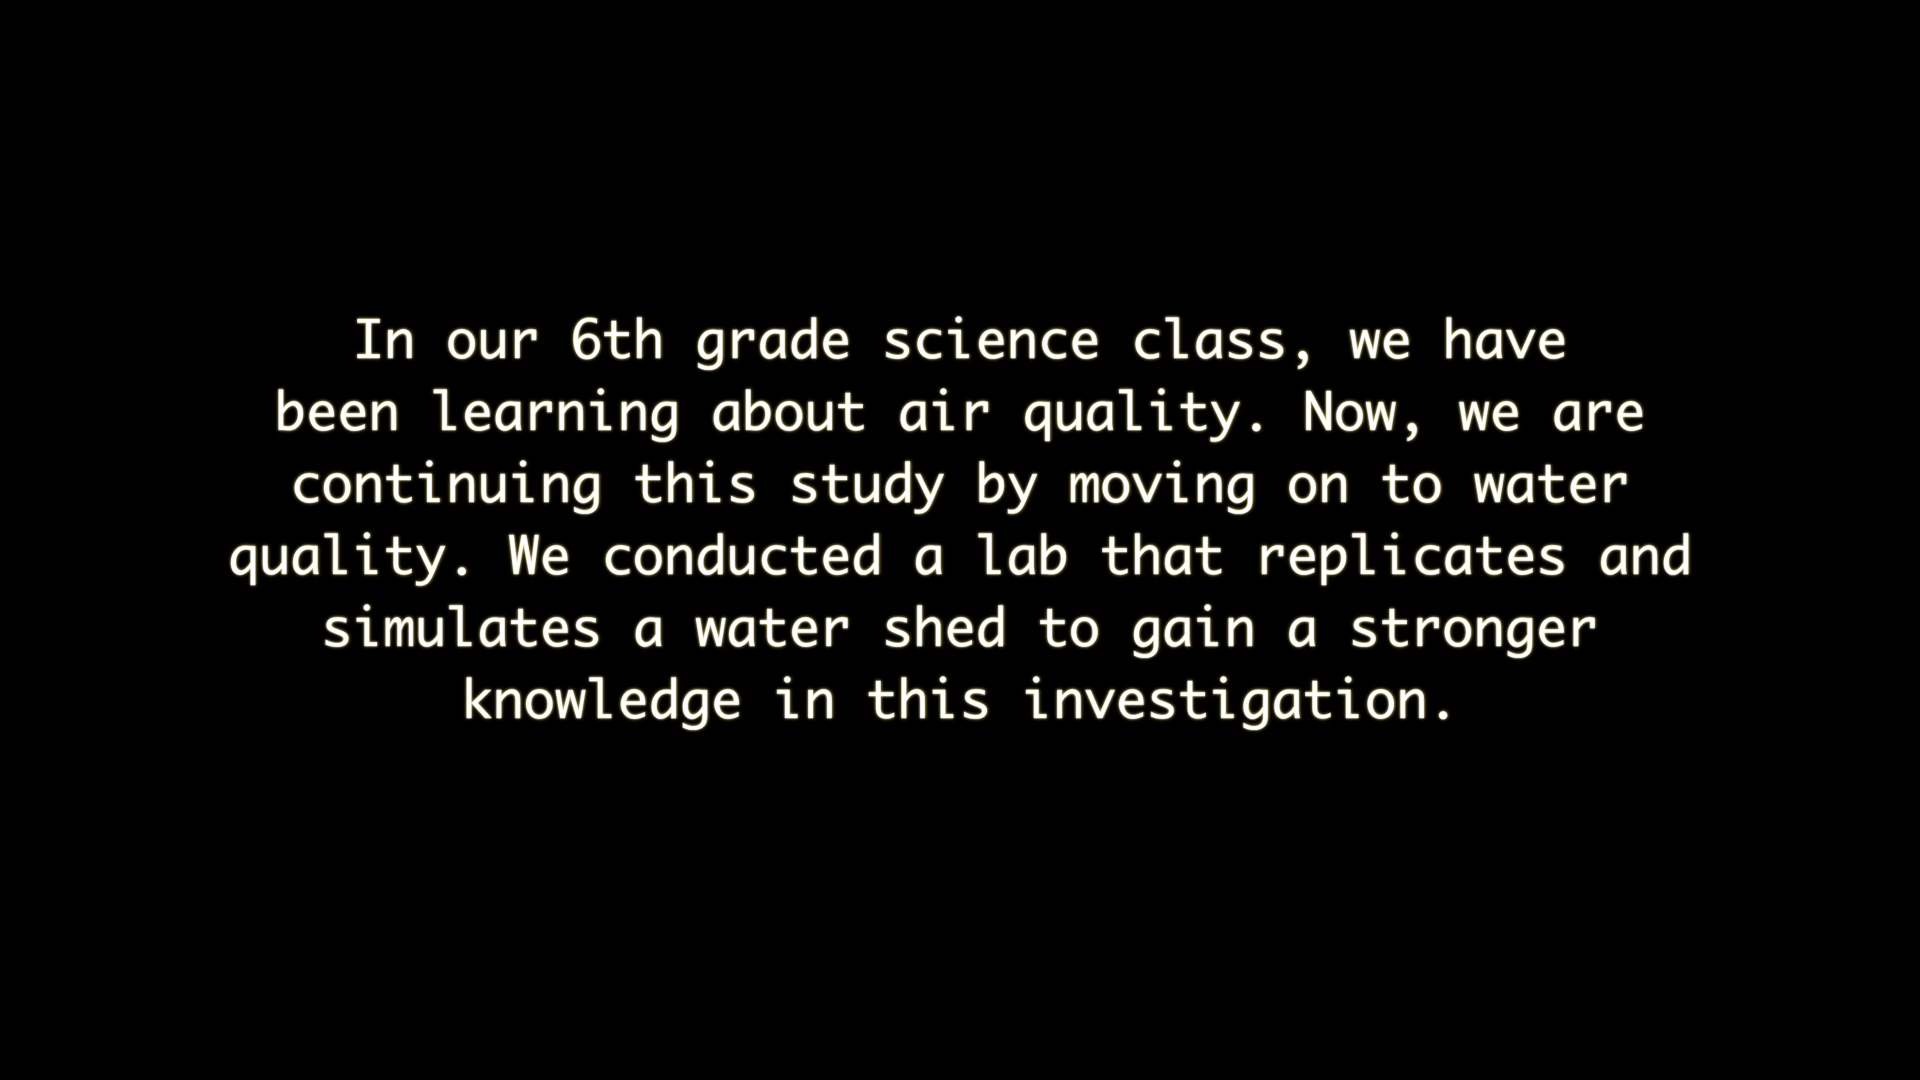 In our 6th grade science class, we have
been learning about air quality. Now, we are
continuing this study by moving on to water
quality. We conducted a lab that replicates and
simulates a water shed to gain a stronger
knowledge in this investigation.